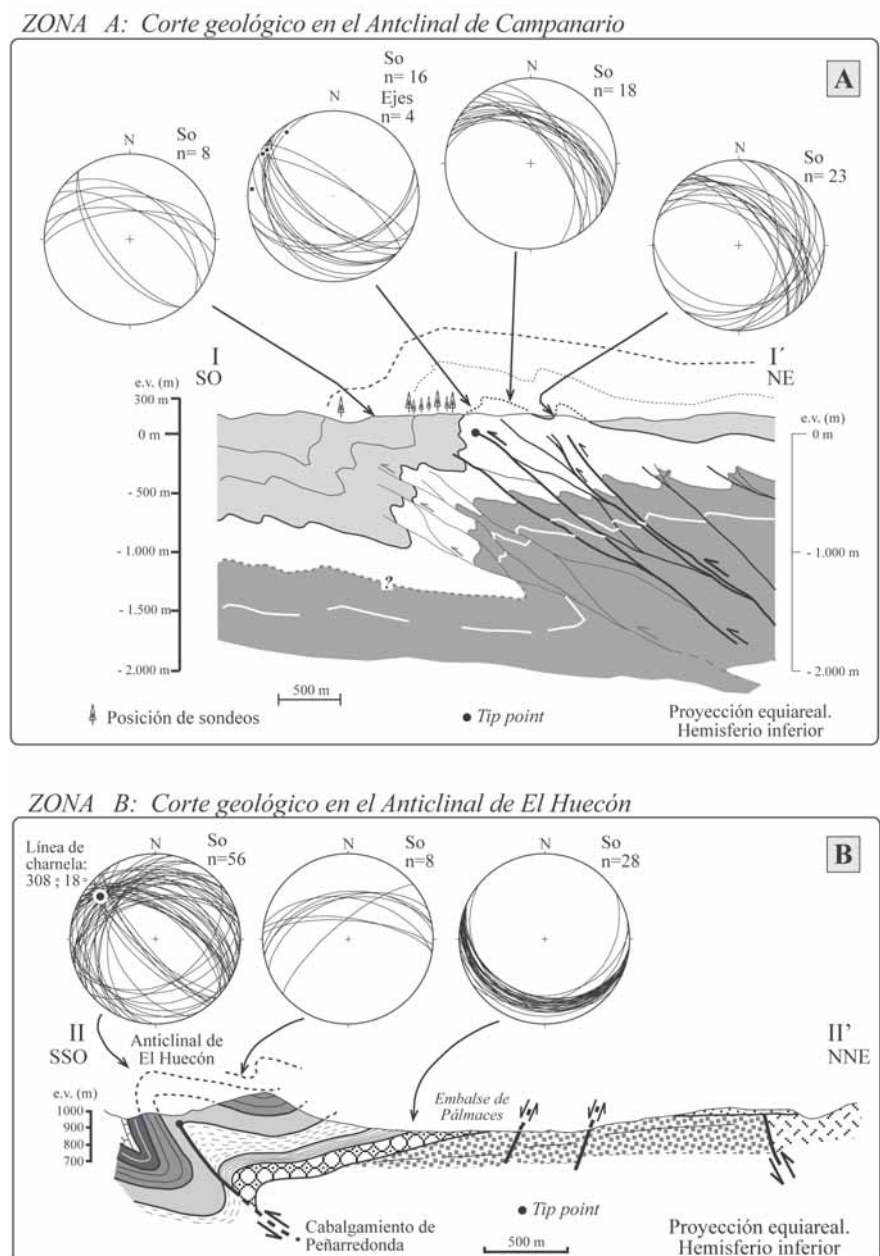 ZONA A: Corte geológico en el Antclinal de Campanario
A
N
So
n= 8
N
So
n= 16
Ejes
n= 4
N
So
n= 18
N
So
n= 23
I
SO
I´
NE
e.v. (m)
300 m
0 m
- 500 m
- 1.000 m
- 1.500 m
- 2.000 m
e.v. (m)
0 m
- 1.000 m
- 2.000 m
?
500 m
Posición de sondeos
Tip point
Proyección equiareal.
Hemisferio inferior
ZONA B: Corte geológico en el Anticlinal de El Huecón
B
Línea de
charnela:
308 º; 18 º
N
So
n=56
N
So
n=8
N
So
n=28
II
SSO
II'
NNE
Anticlinal de
El Huecón
Embalse de
Pálmaces
e.v. (m)
1000
900
800
700
Tip point
Cabalgamiento de
Peñarredonda
500 m
Proyección equiareal.
Hemisferio inferior